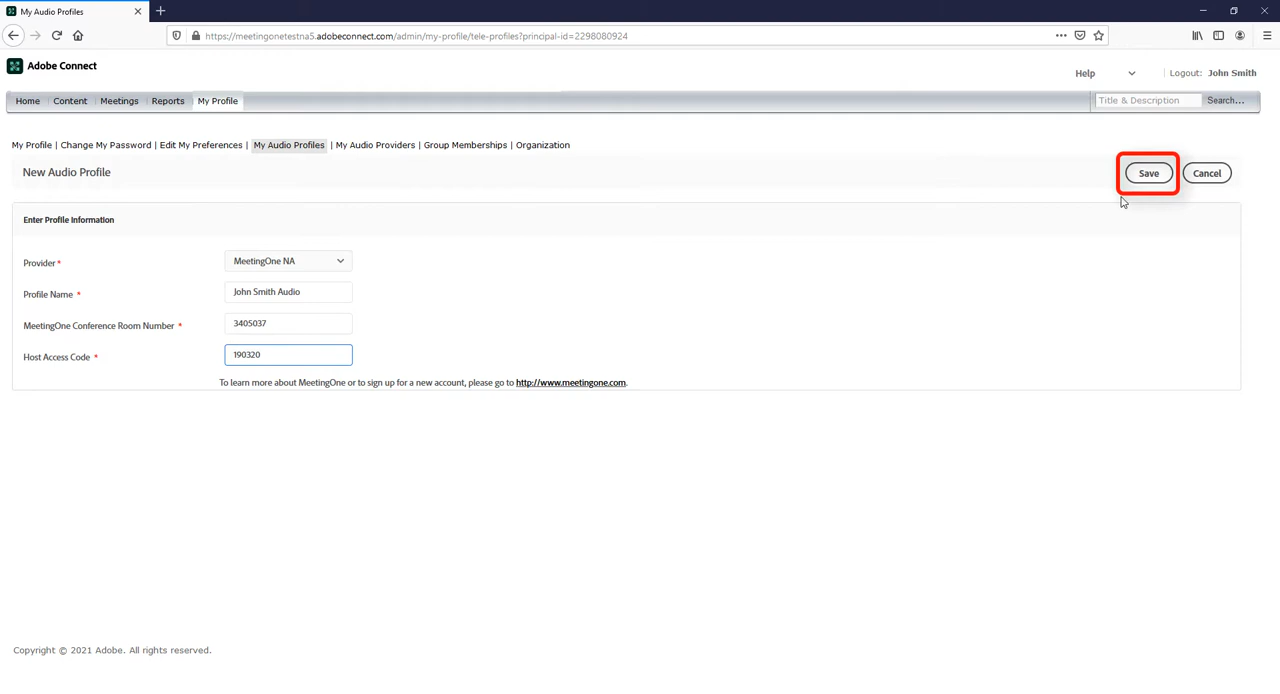 My Audio Profiles
https://meetingonetestna5.adobeconnect.com/admin/my-profile/tele-profiles?principal-id=2298080924
Adobe Connect
Help
Logout: John Smith
Home Content Meetings Reports My Profile
Title & Description
Search...
My Profile | Change My Password | Edit My Preferences | My Audio Profiles | My Audio Providers | Group Memberships | Organization
New Audio Profile
Save
Cancel
Enter Profile Information
Provider*
MeetingOne NA
Profile Name *
John Smith Audio
MeetingOne Conference Room Number *
3405037
Host Access Code *
190320
To learn more about MeetingOne or to sign up for a new account, please go to http://www.meetingone.com.
Copyright © 2021 Adobe. All rights reserved.